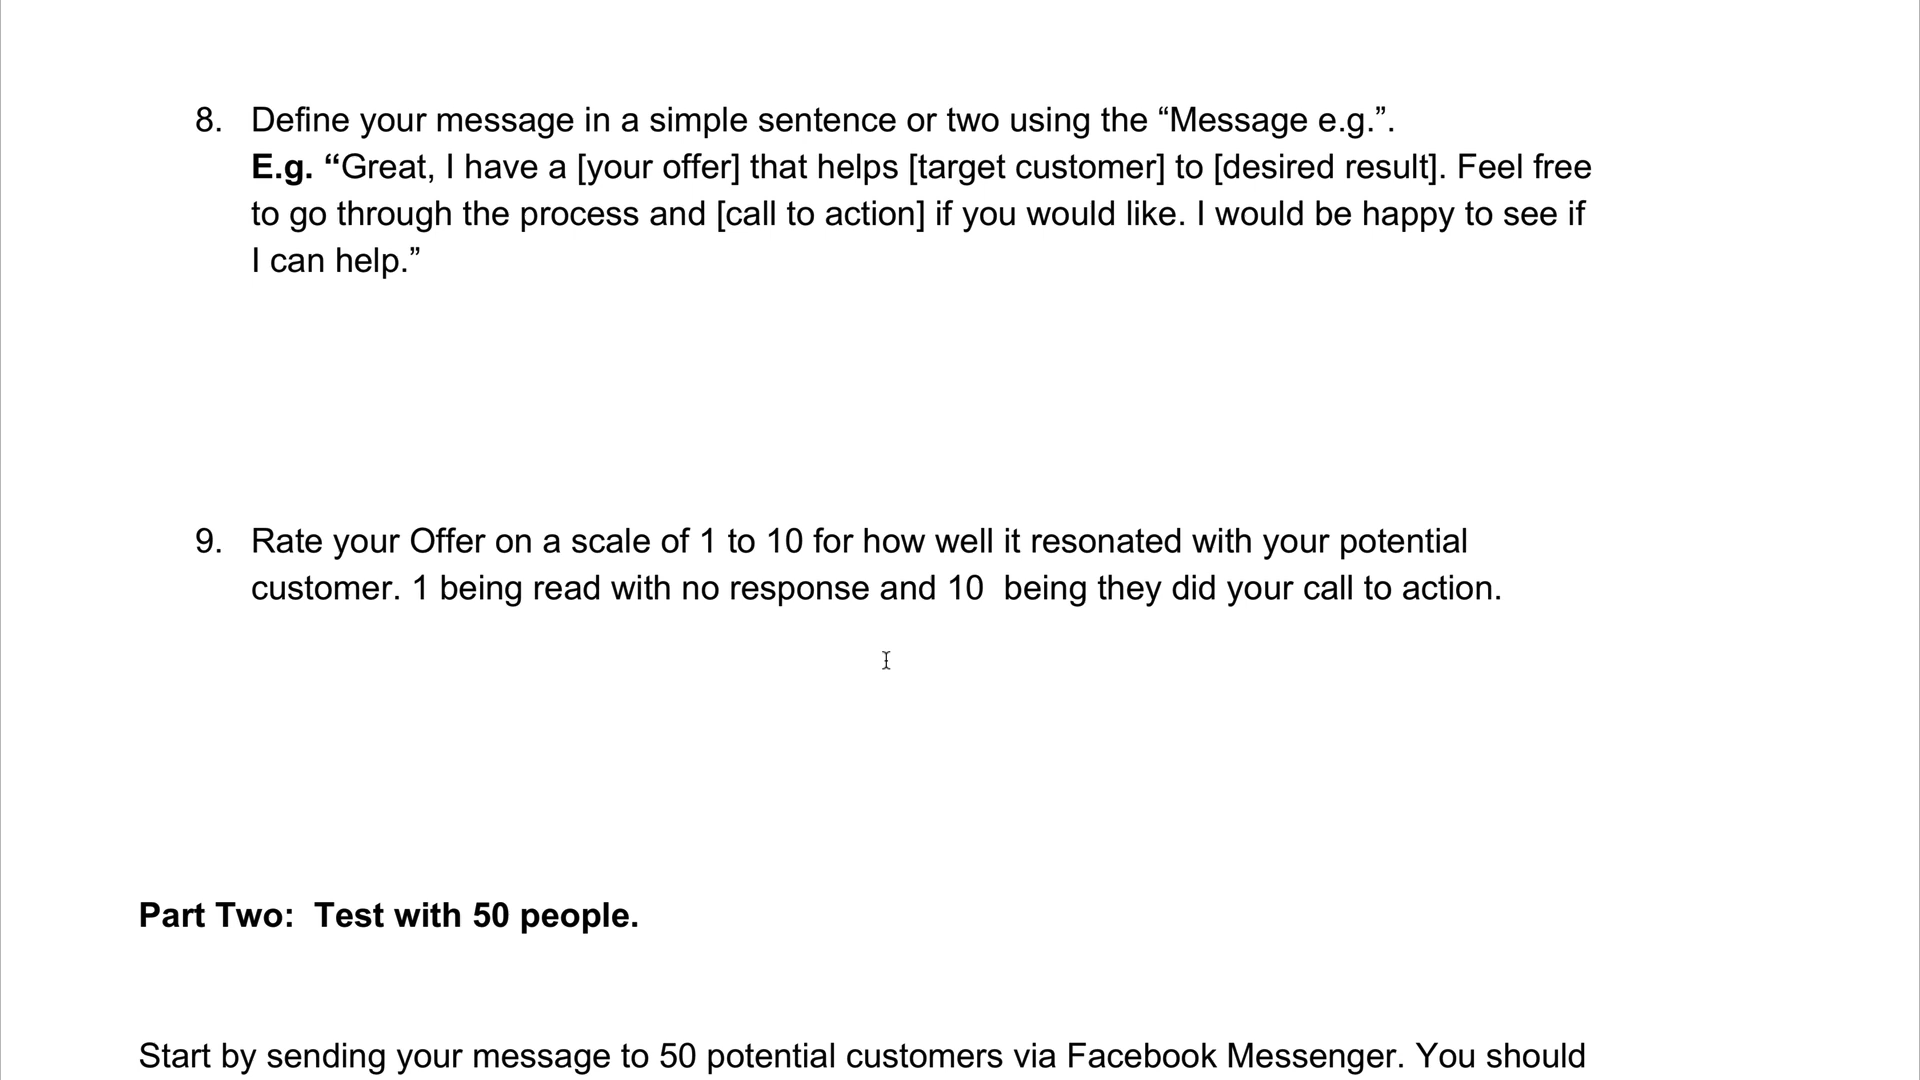 8. Define your message in a simple sentence or two using the “Message e.g.”.
E.g. “Great, I have a [your offer] that helps [target customer] to [desired result]. Feel free
to go through the process and [call to action] if you would like. I would be happy to see if
I can help.”
9. Rate your Offer on a scale of 1 to 10 for how well it resonated with your potential
customer. 1 being read with no response and 10  being they did your call to action.
Part Two:  Test with 50 people.
Start by sending your message to 50 potential customers via Facebook Messenger. You should